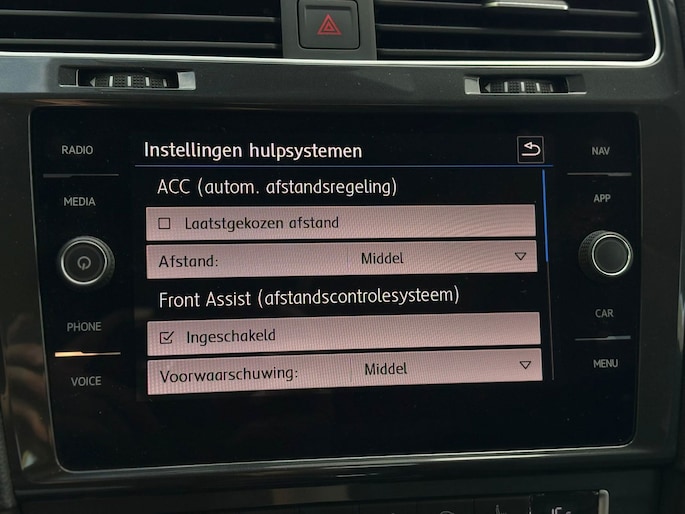 RADIO
MEDIA
PHONE
VOICE
Instellingen hulpsystemen
ACC (autom. afstandsregeling)
Laatstgekozen afstand
Afstand: Middel
Front Assist (afstandscontrolesysteem)
Ingeschakeld
Voorwaarschuwing: Middel
NAV
APP
CAR
MENU